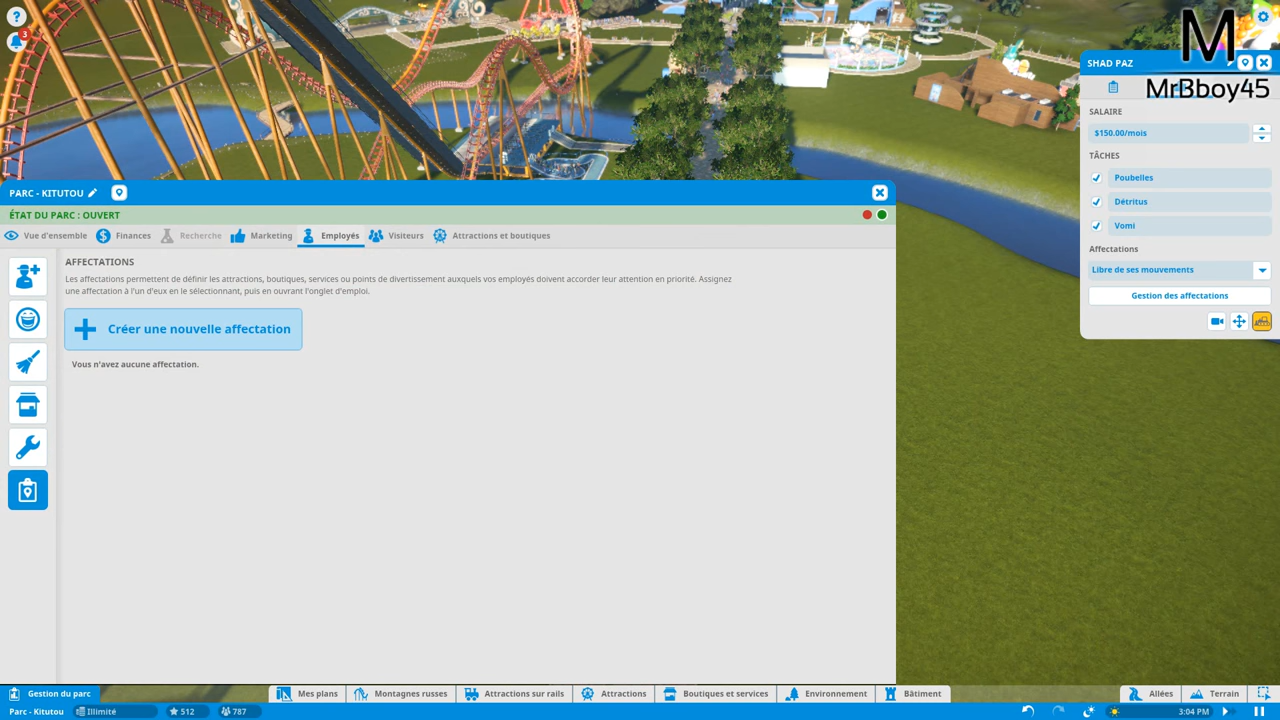 3
M
MrBboy45
SHAD PAZ
SALAIRE
$150.00/mois
TÂCHES
Poubelles
Détritus
Vomi
Affectations
Libre de ses mouvements
Gestion des affectations
PARC - KITUTOU
ÉTAT DU PARC : OUVERT
Vue d'ensemble Finances Recherche Marketing Employés Visiteurs Attractions et boutiques
AFFECTATIONS
Les affectations permettent de définir les attractions, boutiques, services ou points de divertissement auxquels vos employés doivent accorder leur attention en priorité. Assignez
une affectation à l'un d'eux en le sélectionnant, puis en ouvrant l'onglet d'emploi.
Créer une nouvelle affectation
Vous n'avez aucune affectation.
Gestion du parc Mes plans Montagnes russes Attractions sur rails Attractions Boutiques et services Environnement Bâtiment Allées Terrain
Parc - Kitutou Illimité 512 787 3:04 PM